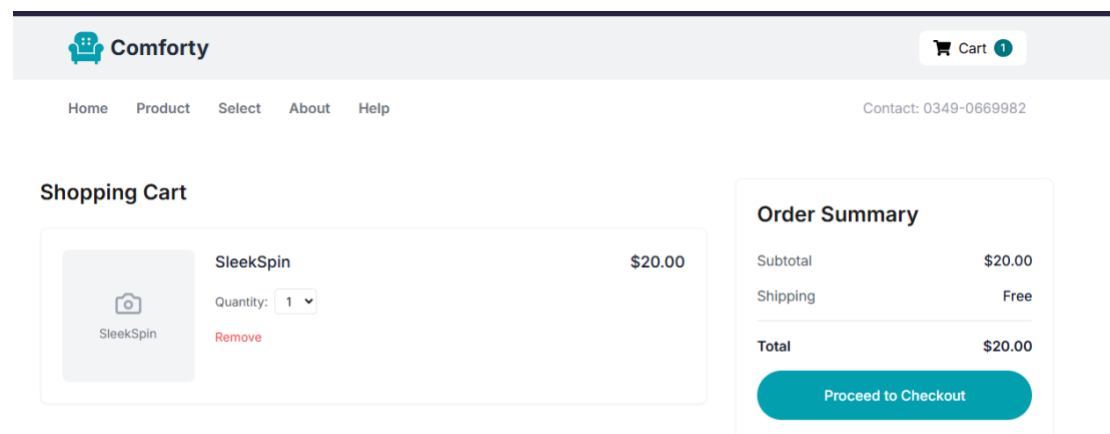 Comforty
Cart 1
Home Product Select About Help
Contact: 0349-0669982
Shopping Cart
SleekSpin
SleekSpin
$20.00
Quantity: 1
Remove
Order Summary
Subtotal $20.00
Shipping Free
Total $20.00
Proceed to Checkout